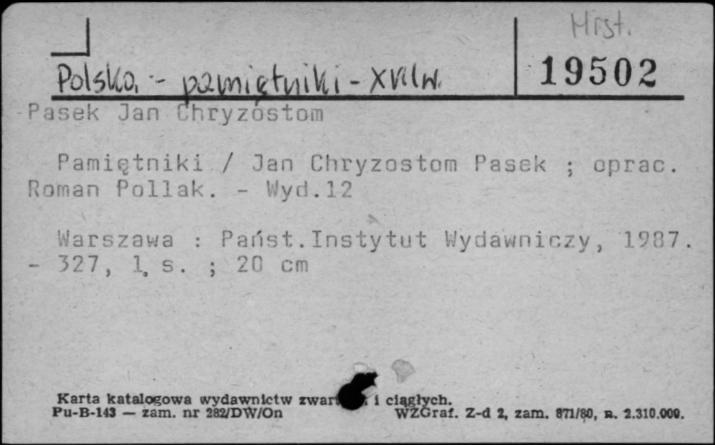 Hist.
Polska - pamiętniki - XVII w.
19502
Pasek Jan Chryzostom
Pamiętniki / Jan Chryzostom Pasek ; oprac.
Roman Pollak. - Wyd.12
Warszawa : Państ.Instytut Wydawniczy, 1987.
- 327, 1, s. ; 20 cm
Karta katalogowa wydawnictw i ciągłych.
Pu-B-143 — zam. nr 282/DW/On WZGraf. Z-d 2, zam. 871/80, n. 2.310.000.